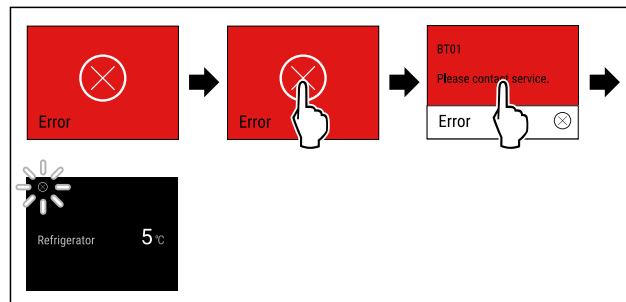 Error
Error
BT01
Please contact service.
Error
Refrigerator 5 °C